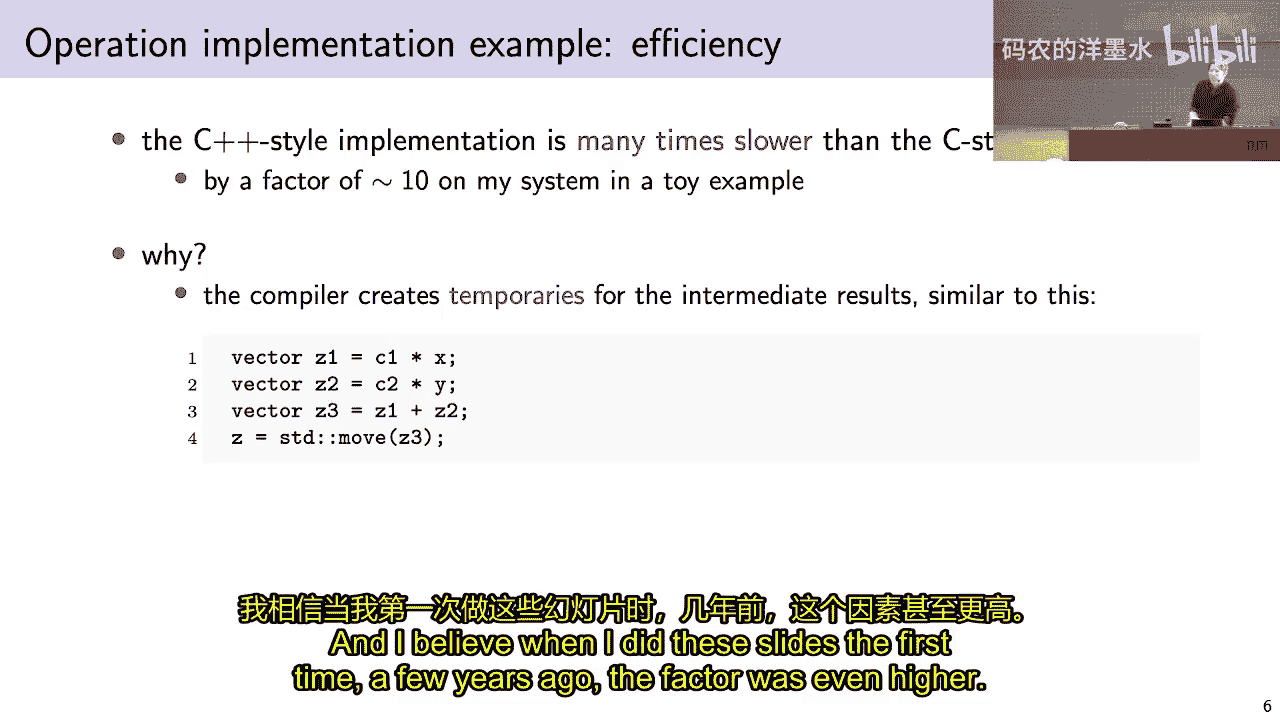 Operation implementation example: efficiency
码农的洋墨水 bilibili
the C++-style implementation is many times slower than the C-st
by a factor of ∼ 10 on my system in a toy example
why?
the compiler creates temporaries for the intermediate results, similar to this:
1 vector z1 = c1 * x;
2 vector z2 = c2 * y;
3 vector z3 = z1 + z2;
4 z = std::move(z3);
我相信当我第一次做这些幻灯片时，几年前，这个因素甚至更高。
And I believe when I did these slides the first
time, a few years ago, the factor was even higher.
6